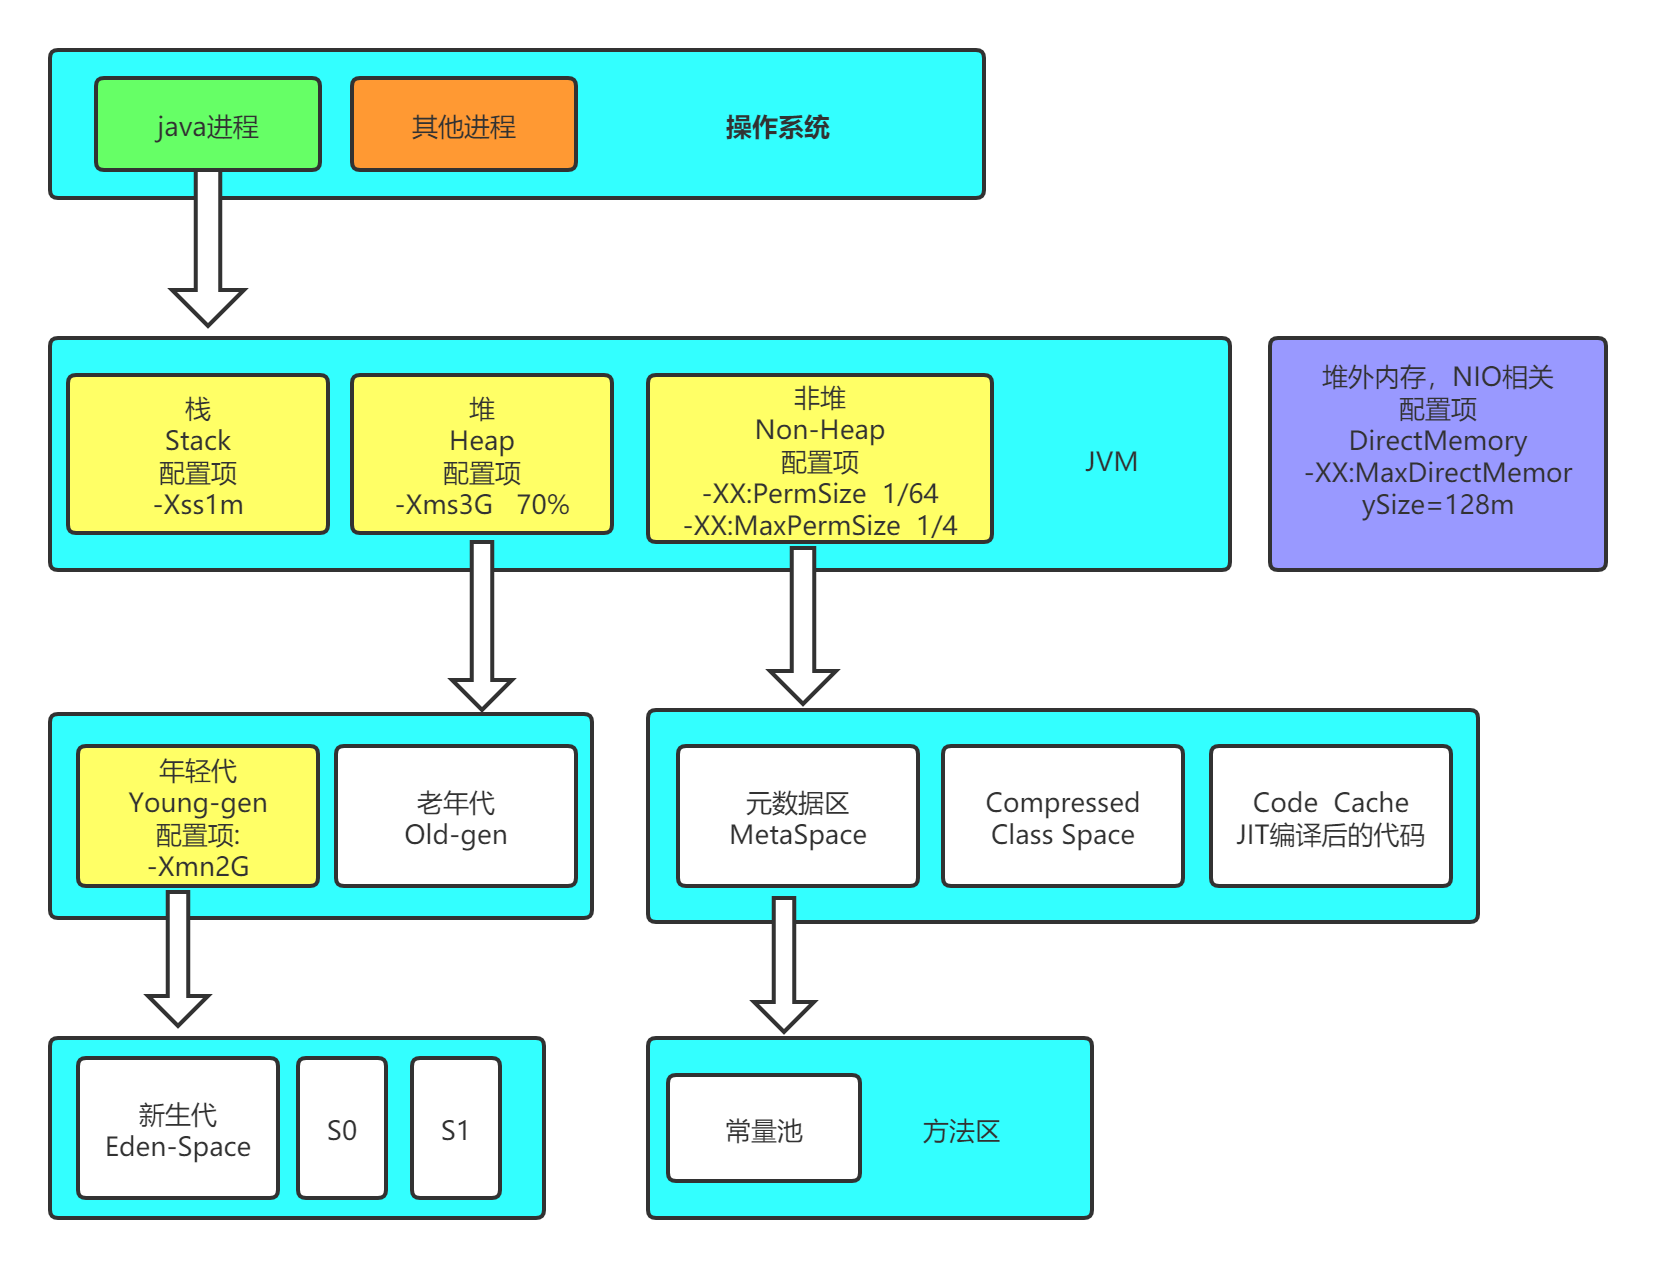 java进程
其他进程
操作系统
栈
Stack
配置项
-Xss1m
堆
Heap
配置项
-Xms3G   70%
非堆
Non-Heap
配置项
-XX:PermSize  1/64
-XX:MaxPermSize  1/4
JVM
堆外内存，NIO相关
配置项
DirectMemory
-XX:MaxDirectMemor
ySize=128m
年轻代
Young-gen
配置项:
-Xmn2G
老年代
Old-gen
元数据区
MetaSpace
Compressed
Class Space
Code  Cache
JIT编译后的代码
新生代
Eden-Space
S0
S1
常量池
方法区